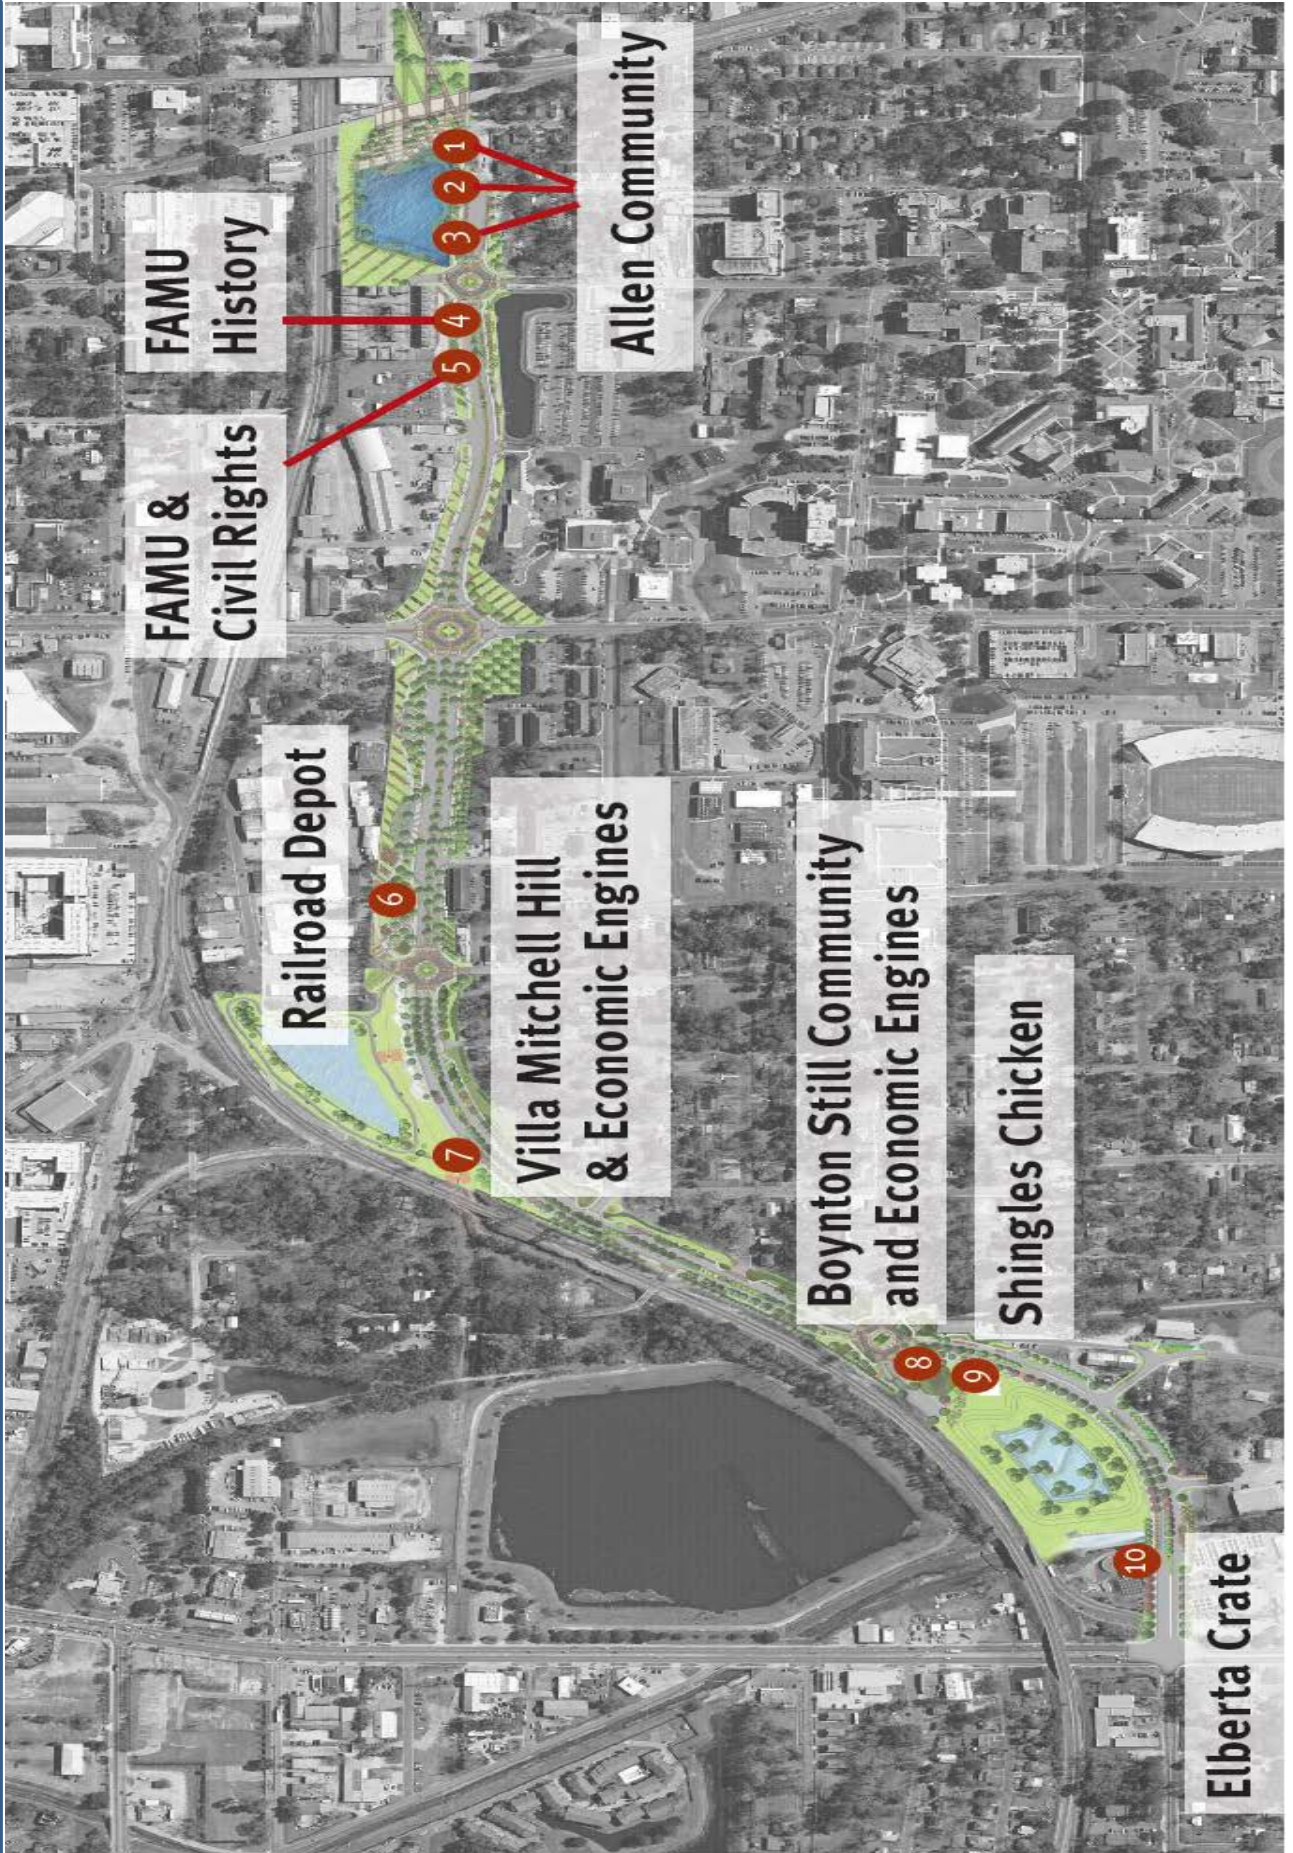 Elberta Crate
10
Shingles Chicken
9
Boynton Still Community
and Economic Engines
8
Villa Mitchell Hill
& Economic Engines
7
Railroad Depot
6
FAMU &
Civil Rights
5
FAMU
History
4
3
2
1
Allen Community